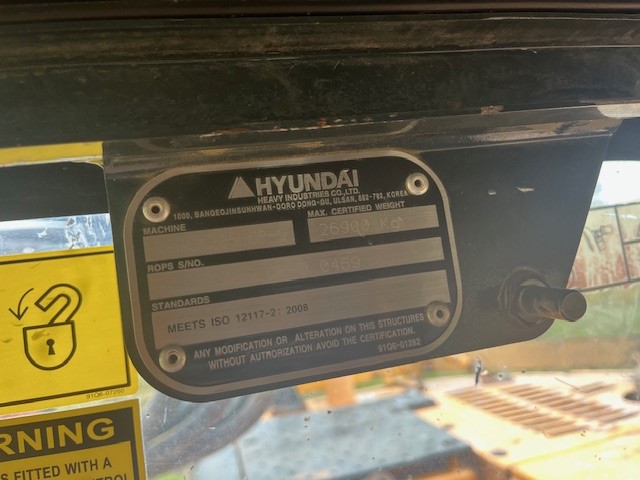 HYUNDAI
HEAVY INDUSTRIES CO., LTD.
1000, BANGEOJINSUNHWAN-DORO DONG-GU, ULSAN, 682-792, KOREA
MACHINE
MAX. CERTIFIED WEIGHT
26900 Kg
ROPS S/NO.
0469
STANDARDS
MEETS ISO 12117-2: 2008
ANY MODIFICATION OR ALTERATION ON THIS STRUCTURES
WITHOUT AUTHORIZATION AVOID THE CERTIFICATION.
91Q6-01282
RNING
S FITTED WITH A